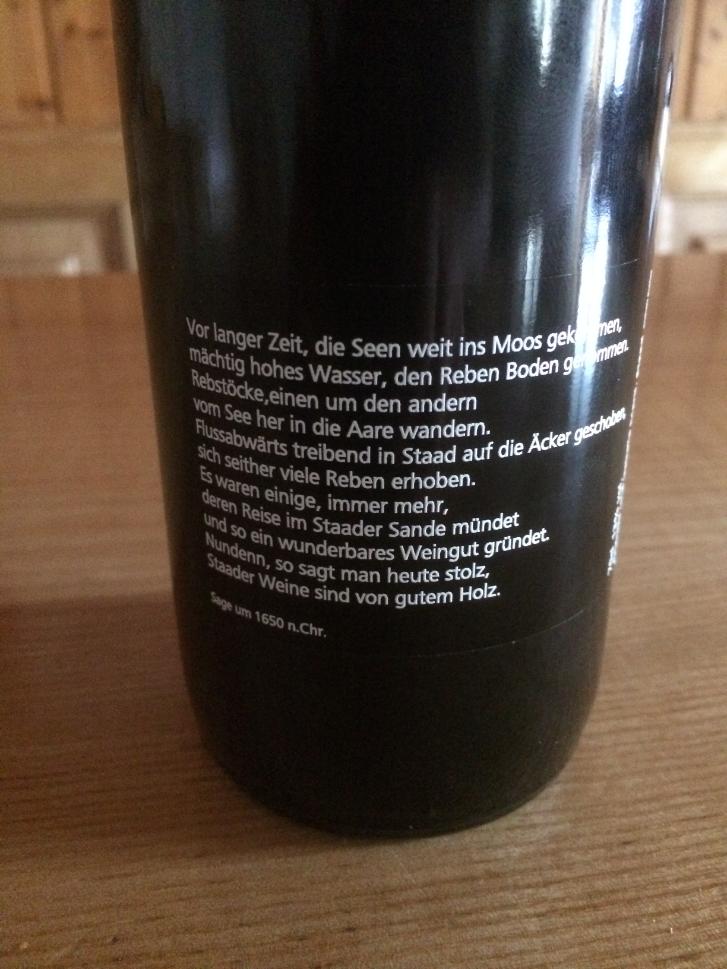 Vor langer Zeit, die Seen weit ins Moos gekommen,
mächtig hohes Wasser, den Reben Boden genommen.
Rebstöcke,einen um den andern
vom See her in die Aare wandern.
Flussabwärts treibend in Staad auf die Äcker geschoben,
sich seither viele Reben erhoben.
Es waren einige, immer mehr,
deren Reise im Staader Sande mündet
und so ein wunderbares Weingut gründet.
Nundenn, so sagt man heute stolz,
Staader Weine sind von gutem Holz.
Sage um 1650 n.Chr.